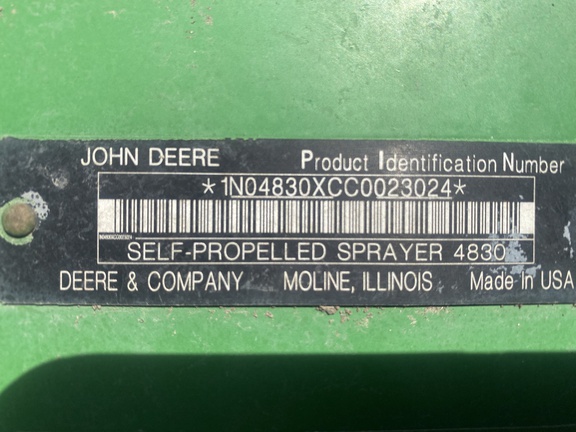 JOHN DEERE Product Identification Number
*1N04830XCC0023024*
SELF-PROPELLED SPRAYER 4830
DEERE & COMPANY MOLINE, ILLINOIS Made In USA